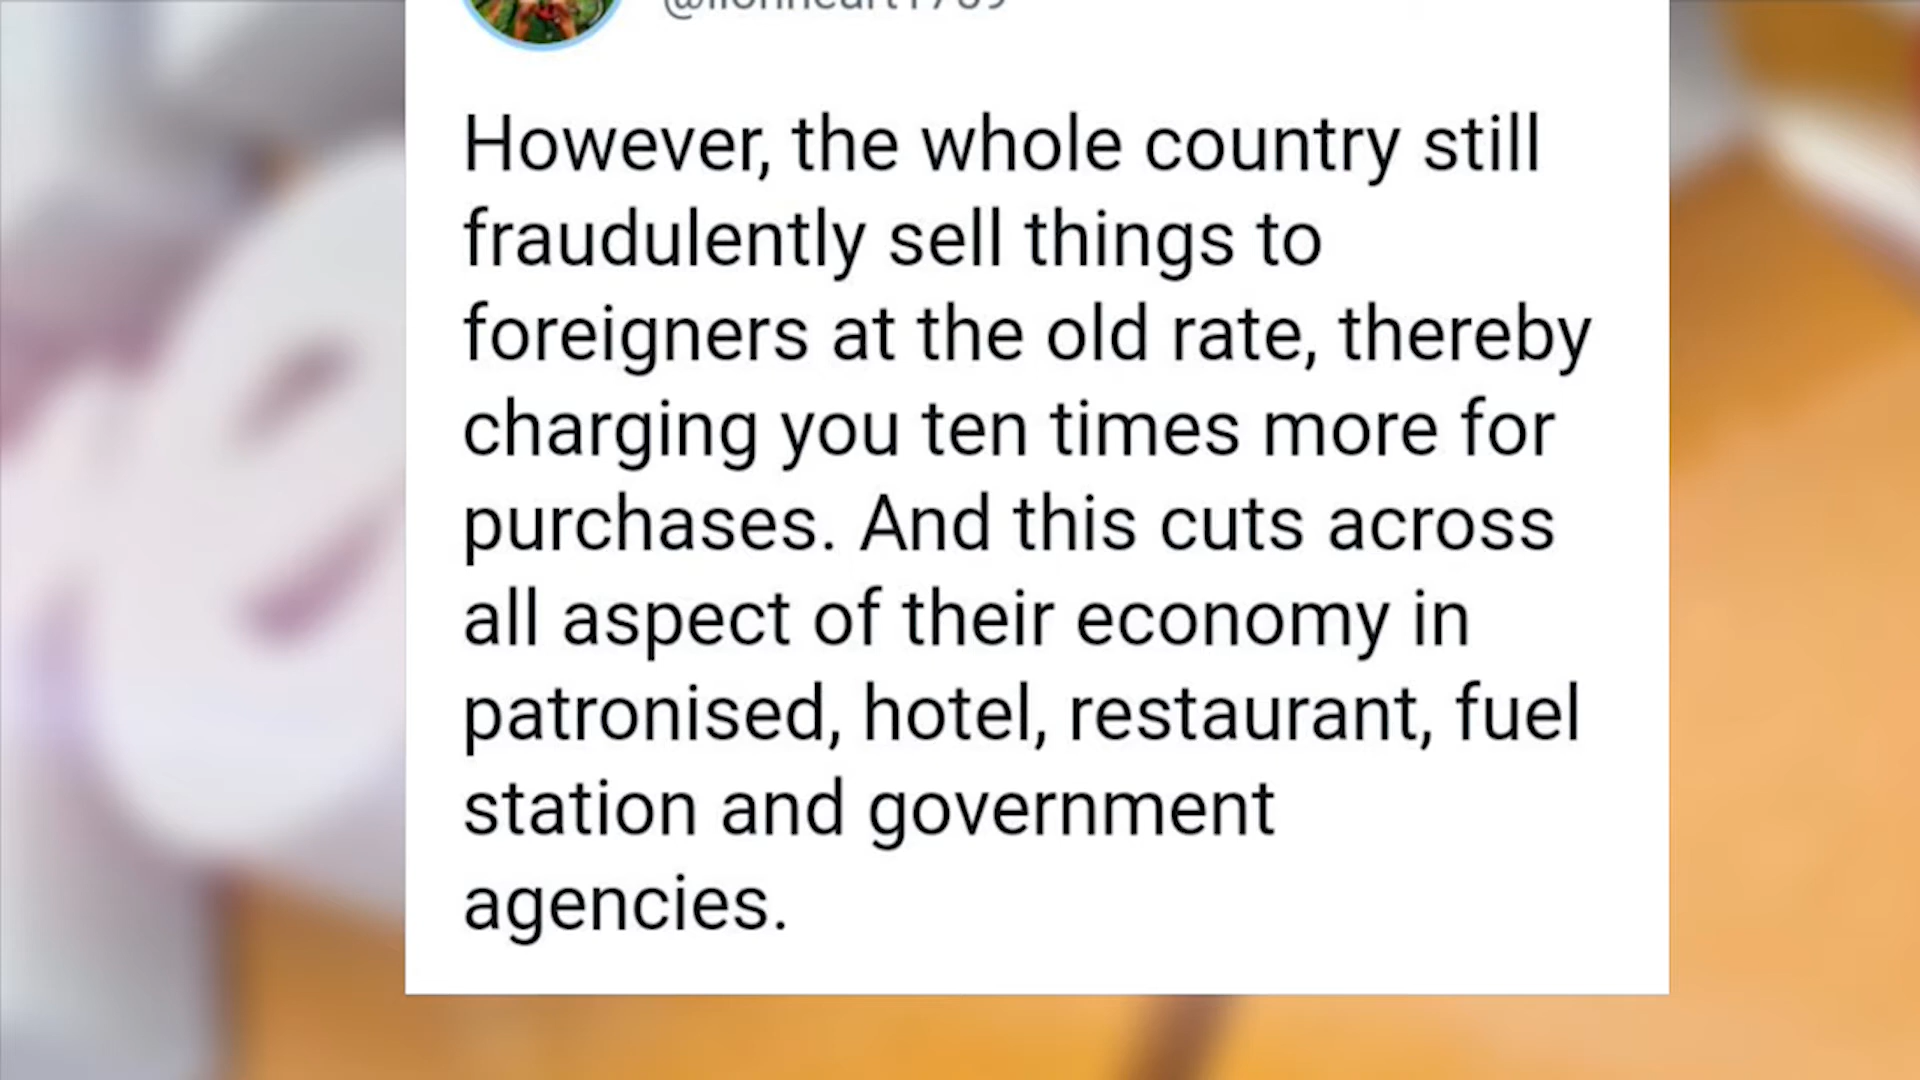 However, the whole country still
fraudulently sell things to
foreigners at the old rate, thereby
charging you ten times more for
purchases. And this cuts across
all aspect of their economy in
patronised, hotel, restaurant, fuel
station and government
agencies.